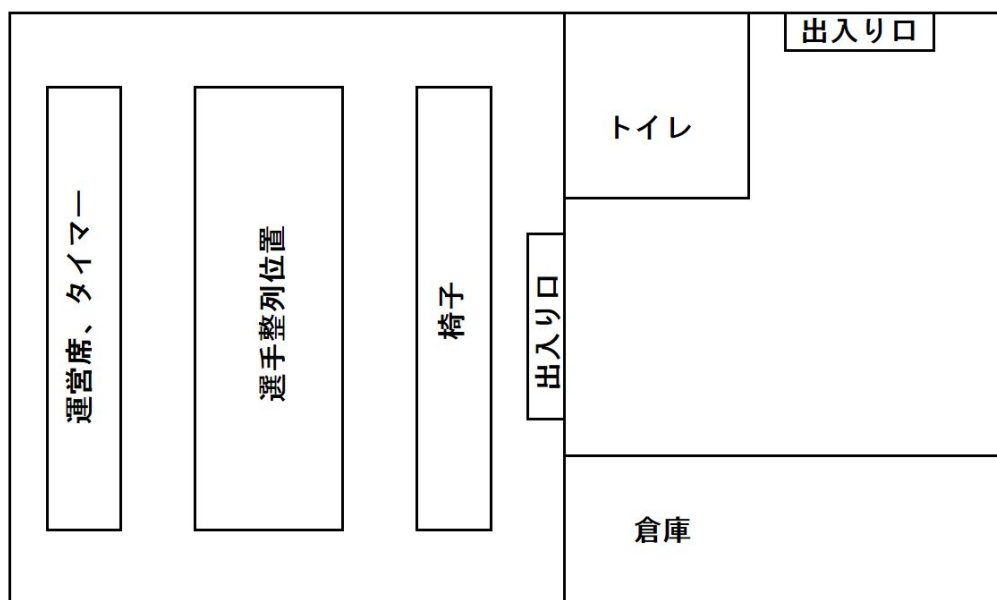 運営席、タイマー
選手整列位置
椅子
出入り口
トイレ
出入り口
倉庫